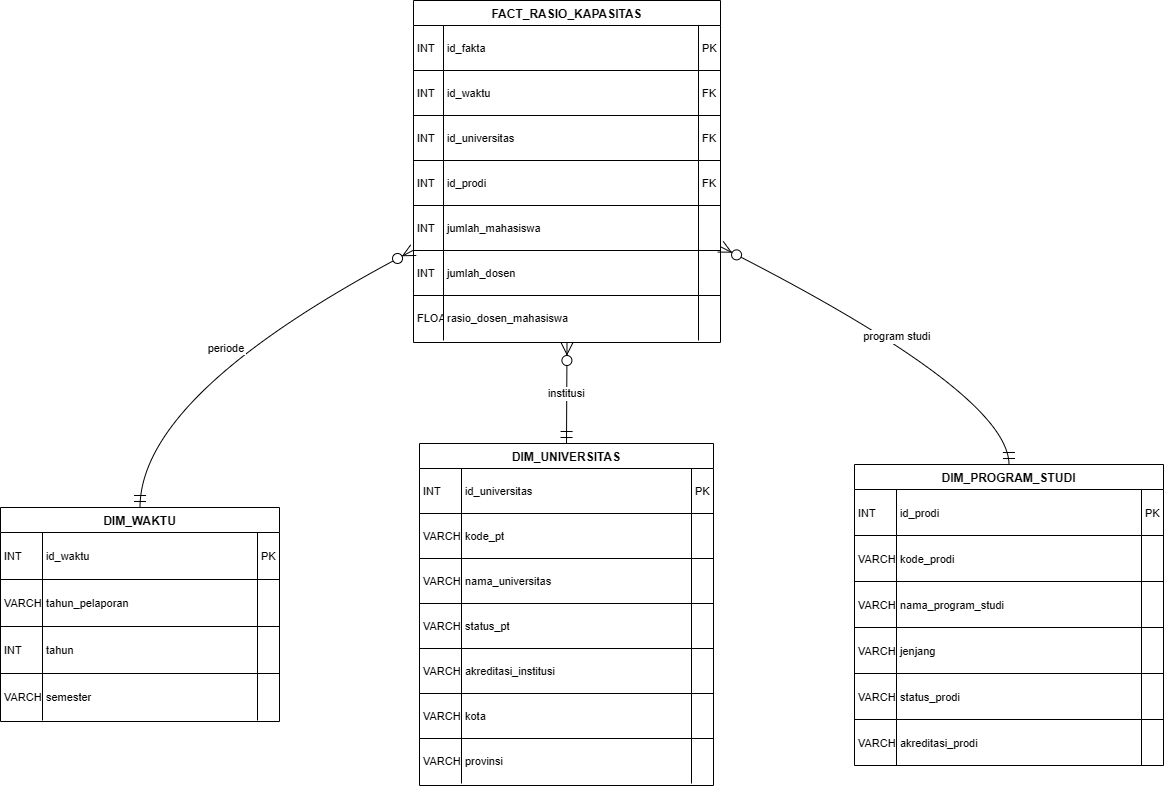 FACT_RASIO_KAPASITAS
INT id_fakta PK
INT id_waktu FK
INT id_universitas FK
INT id_prodi FK
INT jumlah_mahasiswa
INT jumlah_dosen
FLOA rasio_dosen_mahasiswa
periode
institusi
program studi
DIM_WAKTU
INT id_waktu PK
VARCH tahun_pelaporan
INT tahun
VARCH semester
DIM_UNIVERSITAS
INT id_universitas PK
VARCH kode_pt
VARCH nama_universitas
VARCH status_pt
VARCH akreditasi_institusi
VARCH kota
VARCH provinsi
DIM_PROGRAM_STUDI
INT id_prodi PK
VARCH kode_prodi
VARCH nama_program_studi
VARCH jenjang
VARCH status_prodi
VARCH akreditasi_prodi